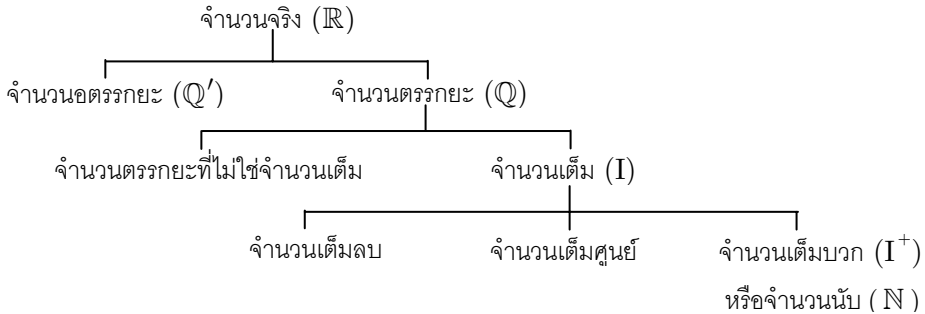 จำนวนจริง (ℝ)
จำนวนอตรรกยะ (ℚ′) จำนวนตรรกยะ (ℚ)
จำนวนตรรกยะที่ไม่ใช่จำนวนเต็ม จำนวนเต็ม (I)
จำนวนเต็มลบ จำนวนเต็มศูนย์ จำนวนเต็มบวก (I⁺)
หรือจำนวนนับ (ℕ)